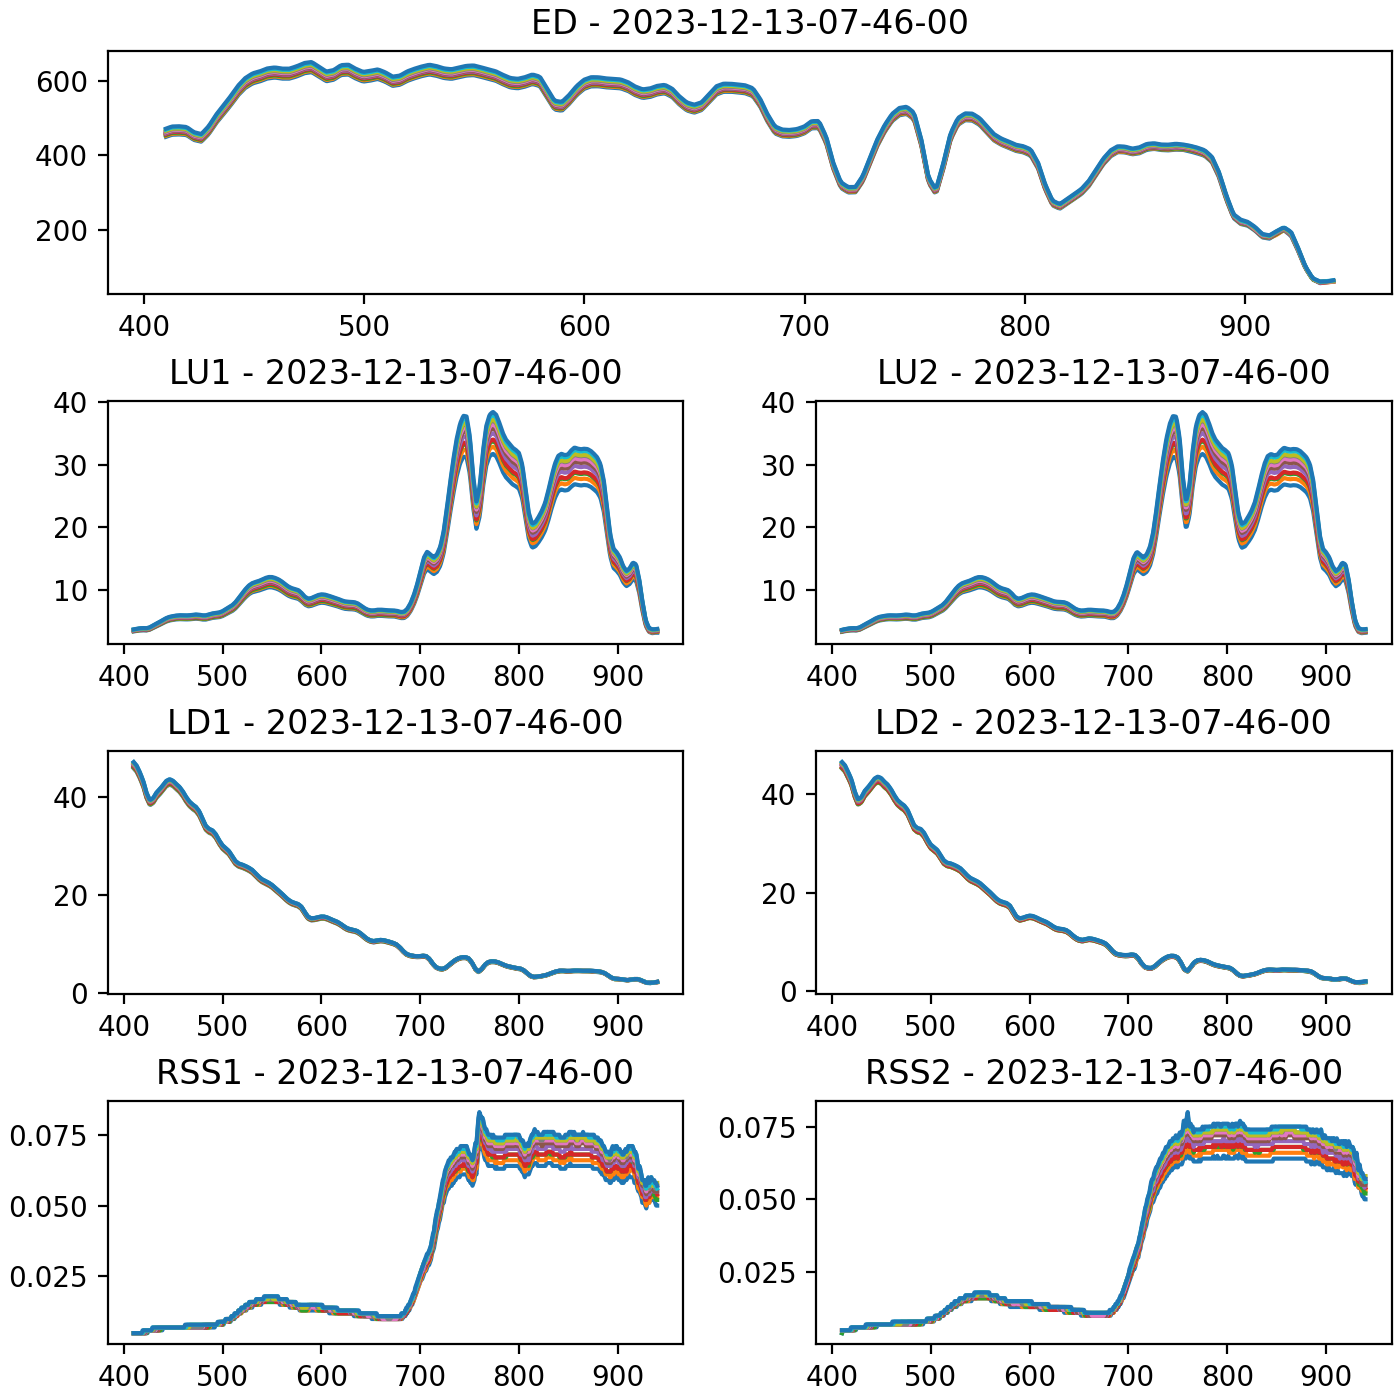 ED - 2023-12-13-07-46-00
600
400
200
400 500 600 700 800 900
LU1 - 2023-12-13-07-46-00
40
30
20
10
400 500 600 700 800 900
LU2 - 2023-12-13-07-46-00
40
30
20
10
400 500 600 700 800 900
LD1 - 2023-12-13-07-46-00
40
20
0
400 500 600 700 800 900
LD2 - 2023-12-13-07-46-00
40
20
0
400 500 600 700 800 900
RSS1 - 2023-12-13-07-46-00
0.075
0.050
0.025
400 500 600 700 800 900
RSS2 - 2023-12-13-07-46-00
0.075
0.050
0.025
400 500 600 700 800 900